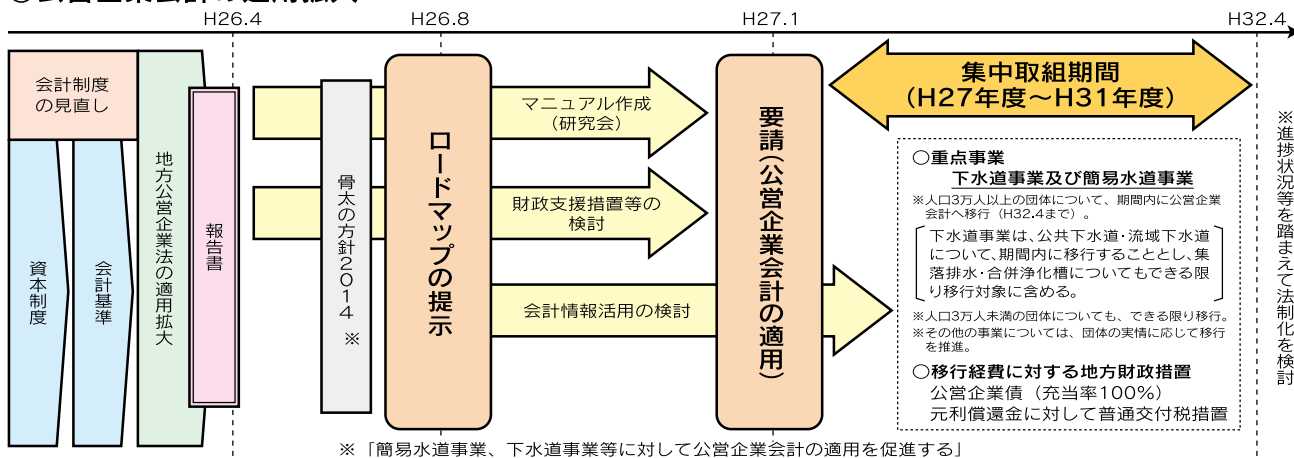 H26.4
H26.8
H27.1
H32.4
会計制度
の見直し
資本制度
会計基準
地方公営企業法の適用拡大
報告書
骨太の方針2014 ※
ロードマップの提示
マニュアル作成
(研究会)
財政支援措置等の
検討
会計情報活用の検討
要請(公営企業会計の適用)
集中取組期間
(H27年度~H31年度)
○重点事業
下水道事業及び簡易水道事業
※人口3万人以上の団体について、期間内に公営企業
会計へ移行(H32.4まで)。
下水道事業は、公共下水道・流域下水道
について、期間内に移行することとし、集
落排水・合併浄化槽についてもできる限
り移行対象に含める。
※人口3万人未満の団体についても、できる限り移行。
※その他の事業については、団体の実情に応じて移行
を推進。
○移行経費に対する地方財政措置
公営企業債(充当率100%)
元利償還金に対して普通交付税措置
※進捗状況等を踏まえて法制化を検討
※「簡易水道事業、下水道事業等に対して公営企業会計の適用を促進する」